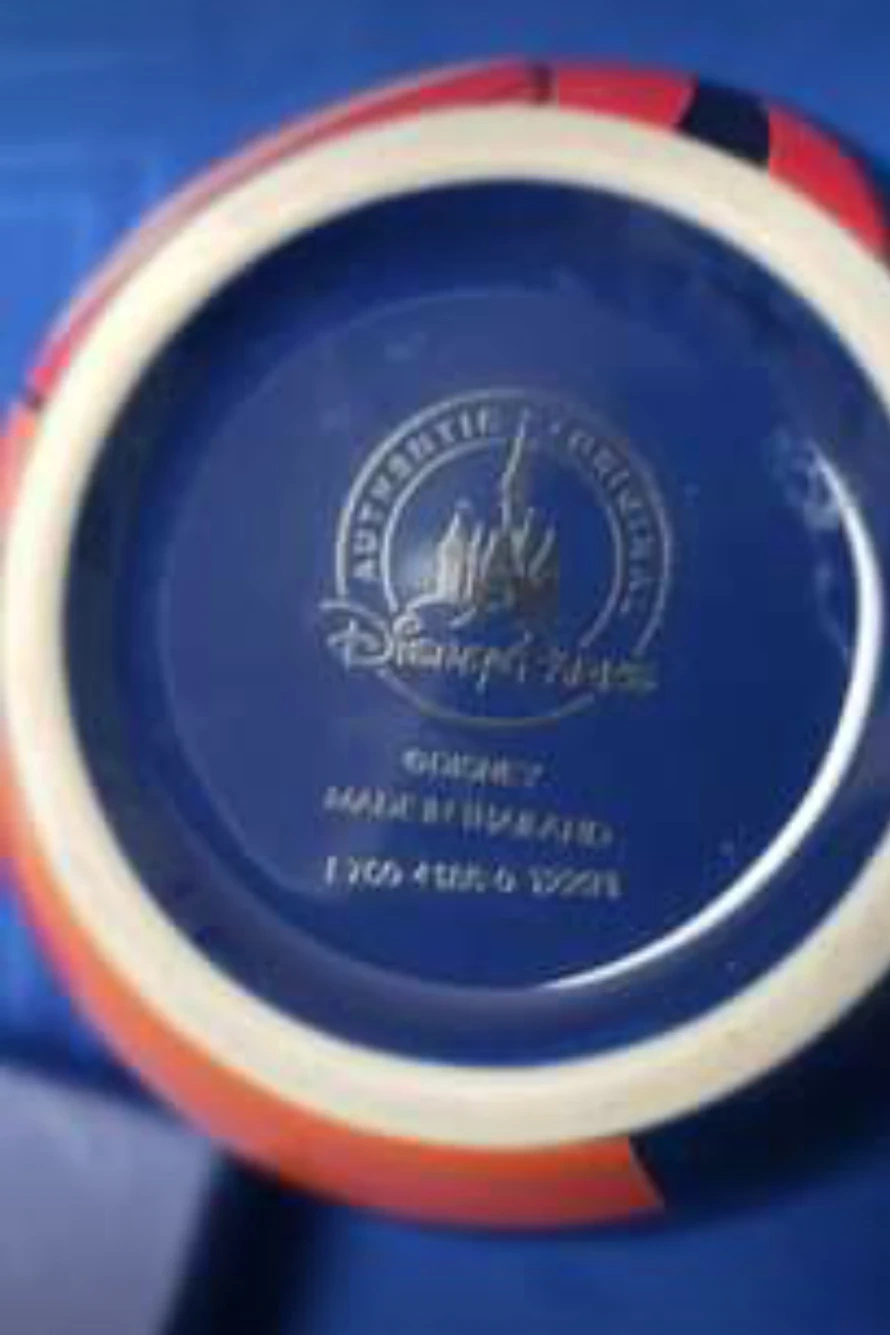 AUTHENTIC ORIGINAL
Disney Parks
©DISNEY
MADE IN THAILAND